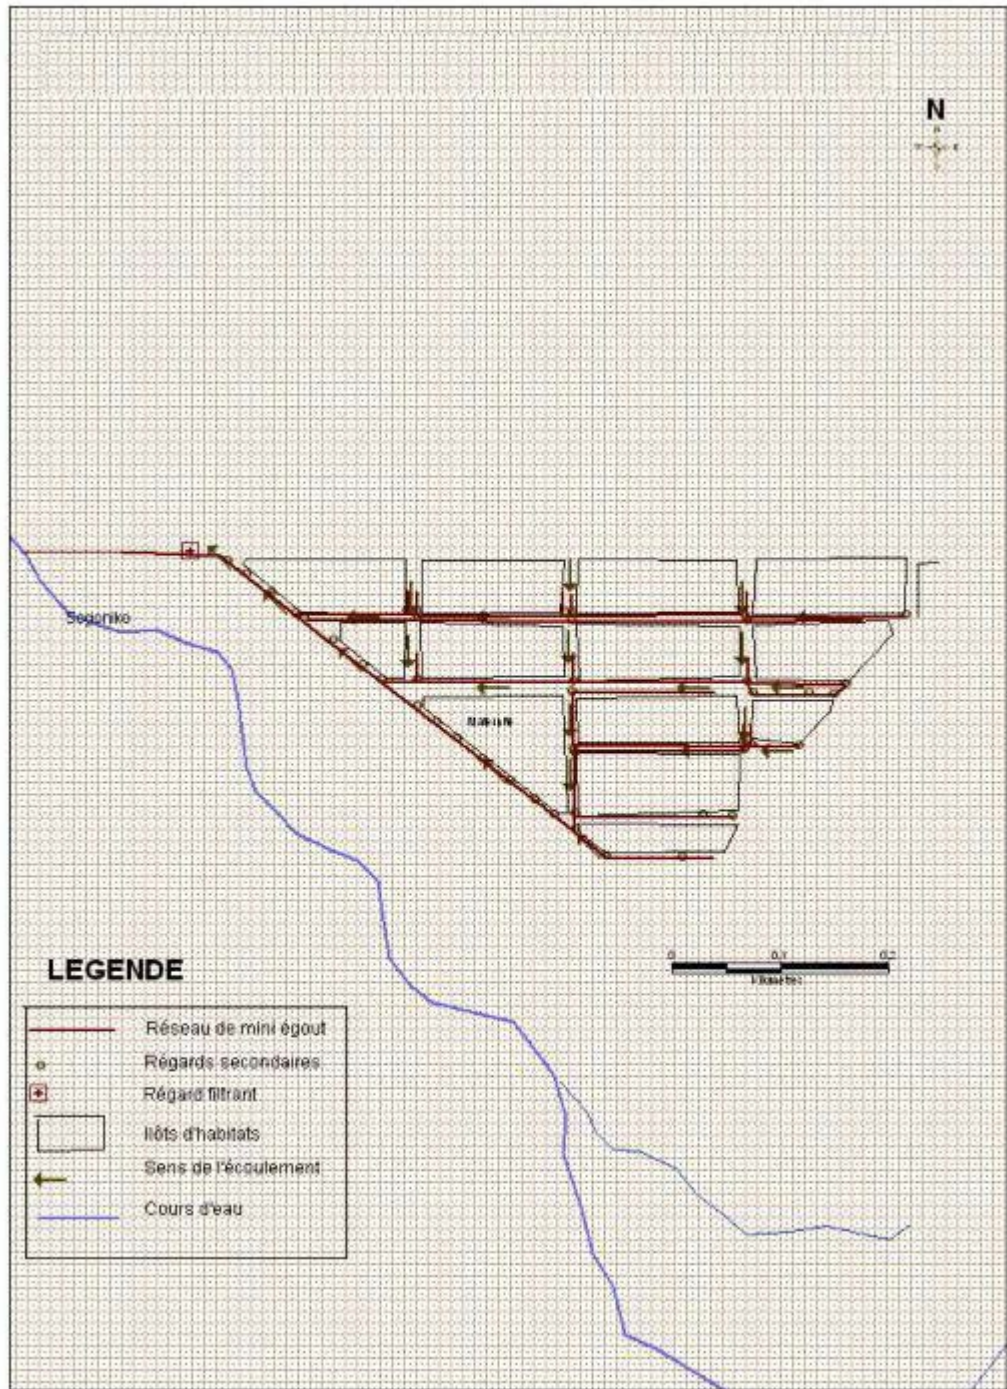 N
Sogoniko
0 0,1 0,2
LEGENDE
Réseau de mini égout
Régards secondaires
Régard filtrant
Ilôts d'habitats
Sens de l'écoulement
Cours d'eau